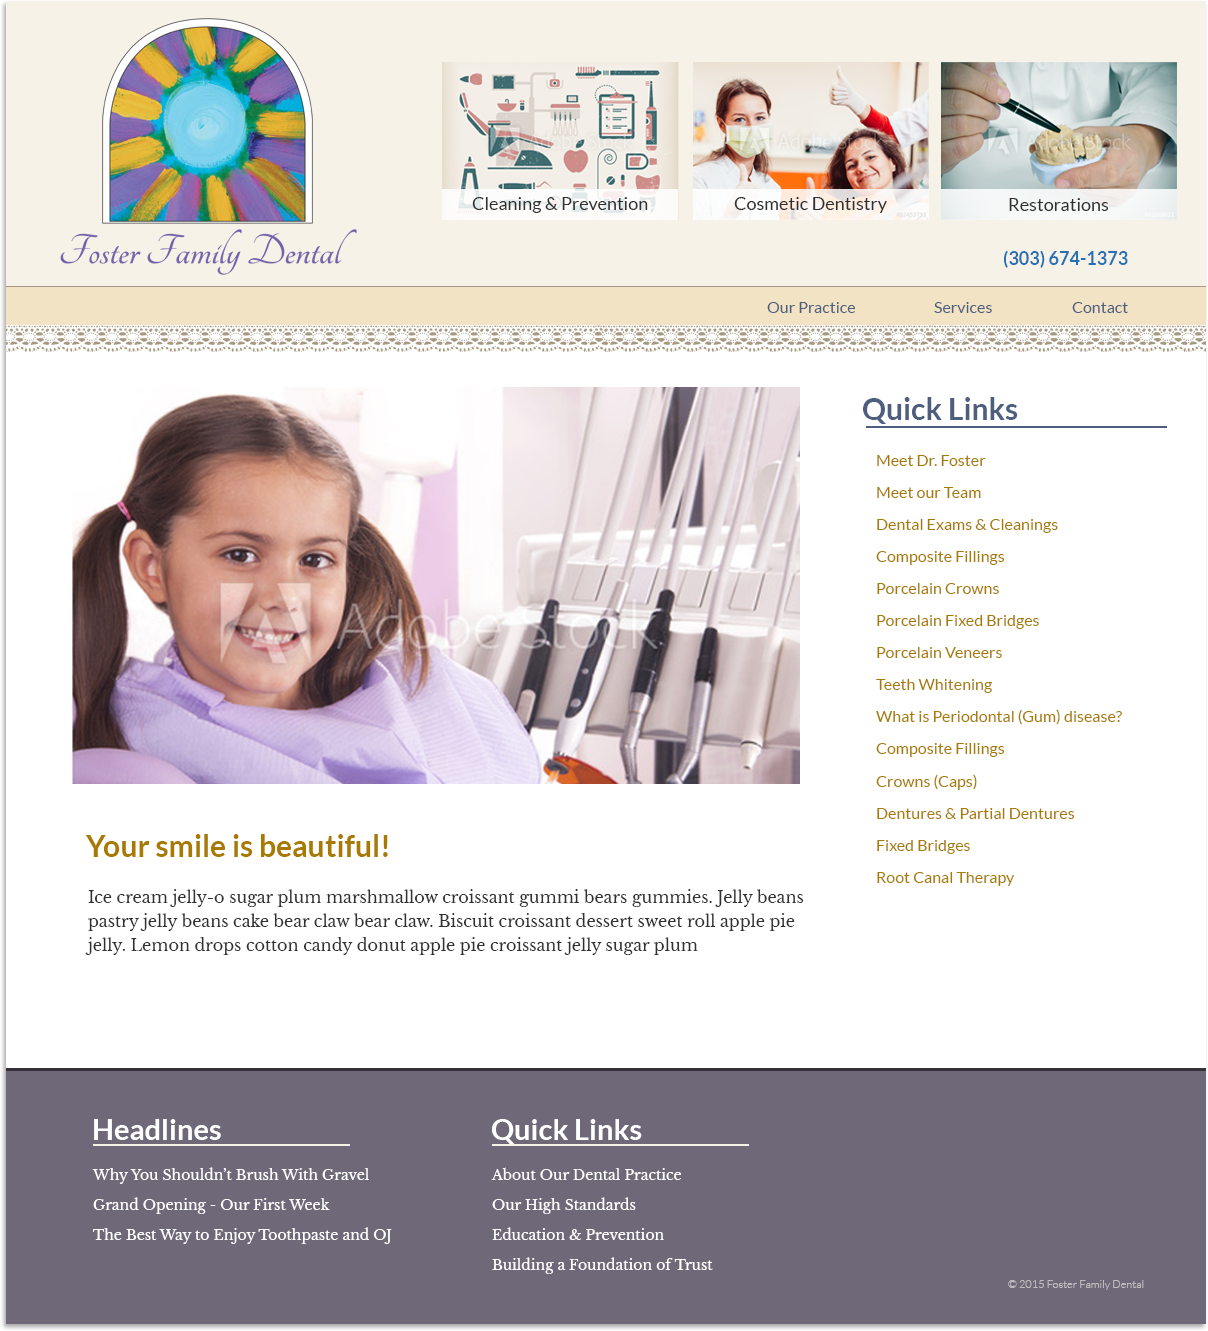 Foster Family Dental
Adobe Stock
Cleaning & Prevention
Adobe Stock
Cosmetic Dentistry
Adobe Stock
Restorations
(303) 674-1373
Our Practice
Services
Contact
Adobe Stock
Your smile is beautiful!
Ice cream jelly-o sugar plum marshmallow croissant gummi bears gummies. Jelly beans
pastry jelly beans cake bear claw bear claw. Biscuit croissant dessert sweet roll apple pie
jelly. Lemon drops cotton candy donut apple pie croissant jelly sugar plum
Quick Links
Meet Dr. Foster
Meet our Team
Dental Exams & Cleanings
Composite Fillings
Porcelain Crowns
Porcelain Fixed Bridges
Porcelain Veneers
Teeth Whitening
What is Periodontal (Gum) disease?
Composite Fillings
Crowns (Caps)
Dentures & Partial Dentures
Fixed Bridges
Root Canal Therapy
Headlines
Why You Shouldn’t Brush With Gravel
Grand Opening - Our First Week
The Best Way to Enjoy Toothpaste and OJ
Quick Links
About Our Dental Practice
Our High Standards
Education & Prevention
Building a Foundation of Trust
© 2015 Foster Family Dental